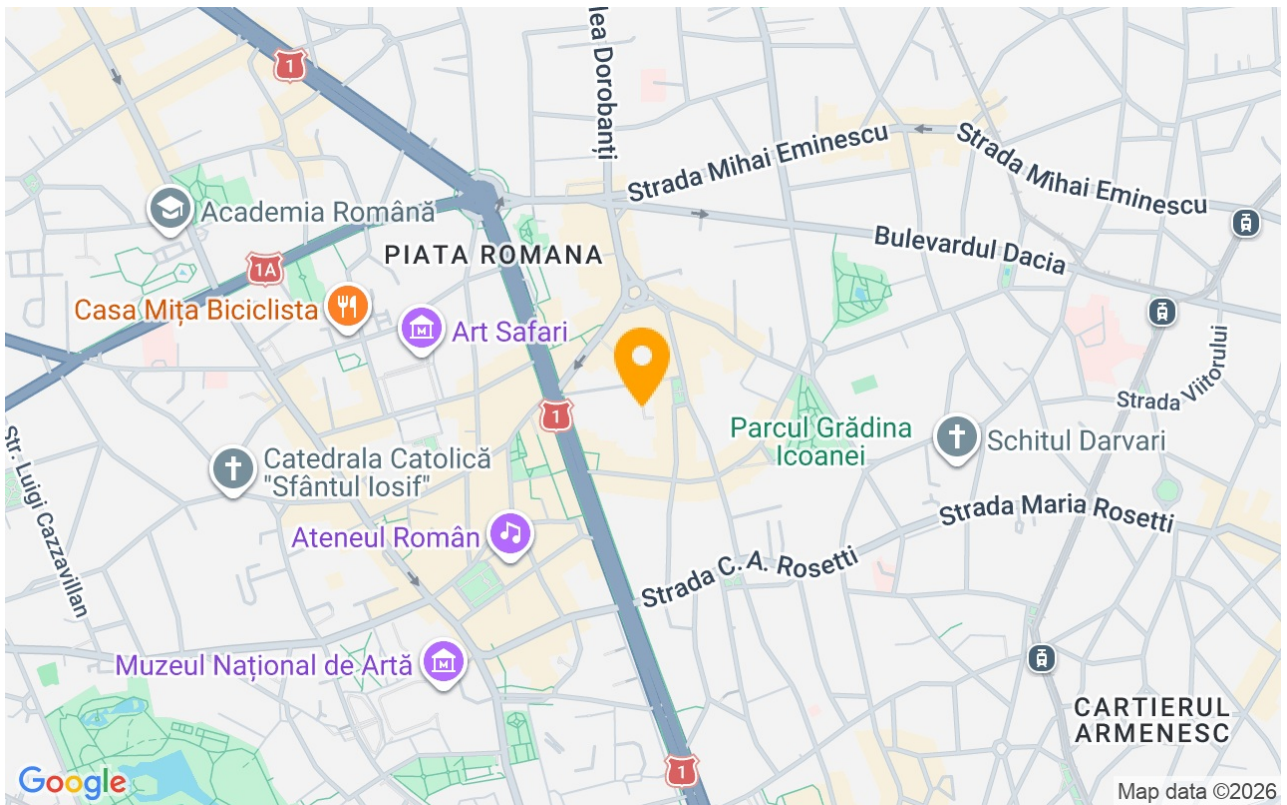 1
lea Dorobanți
Strada Mihai Eminescu
Strada Mihai Eminescu
Academia Română
PIATA ROMANA
Bulevardul Dacia
1A
Casa Mița Biciclista
Art Safari
Strada Viitorului
1
Parcul Grădina
Icoanei
Schitul Darvari
Str. Luigi Cazzavillan
Catedrala Catolică
"Sfântul Iosif"
Ateneul Român
Strada Maria Rosetti
Strada C. A. Rosetti
Muzeul Național de Artă
CARTIERUL
ARMENESC
1
Google
Map data ©2026